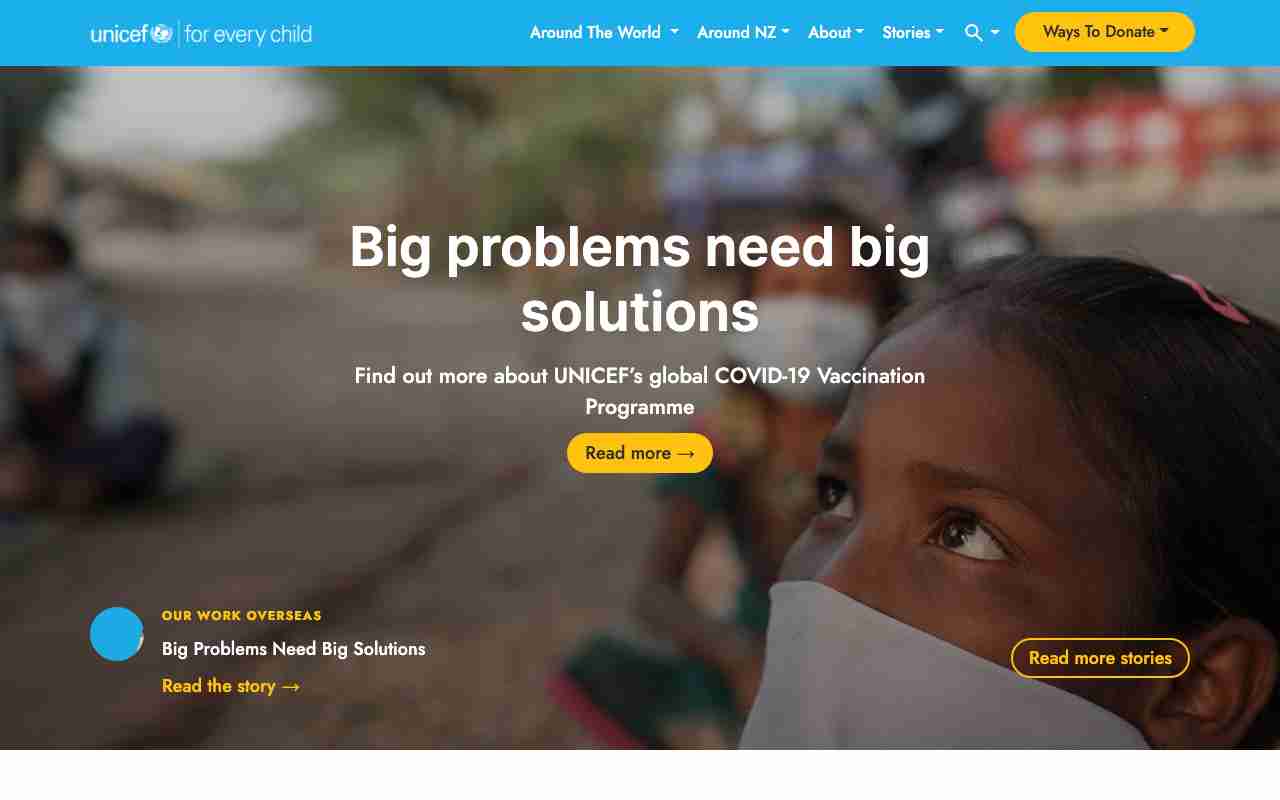 unicef for every child
Around The World
Around NZ
About
Stories
Ways To Donate
Big problems need big
solutions
Find out more about UNICEF’s global COVID-19 Vaccination
Programme
Read more →
OUR WORK OVERSEAS
Big Problems Need Big Solutions
Read the story →
Read more stories